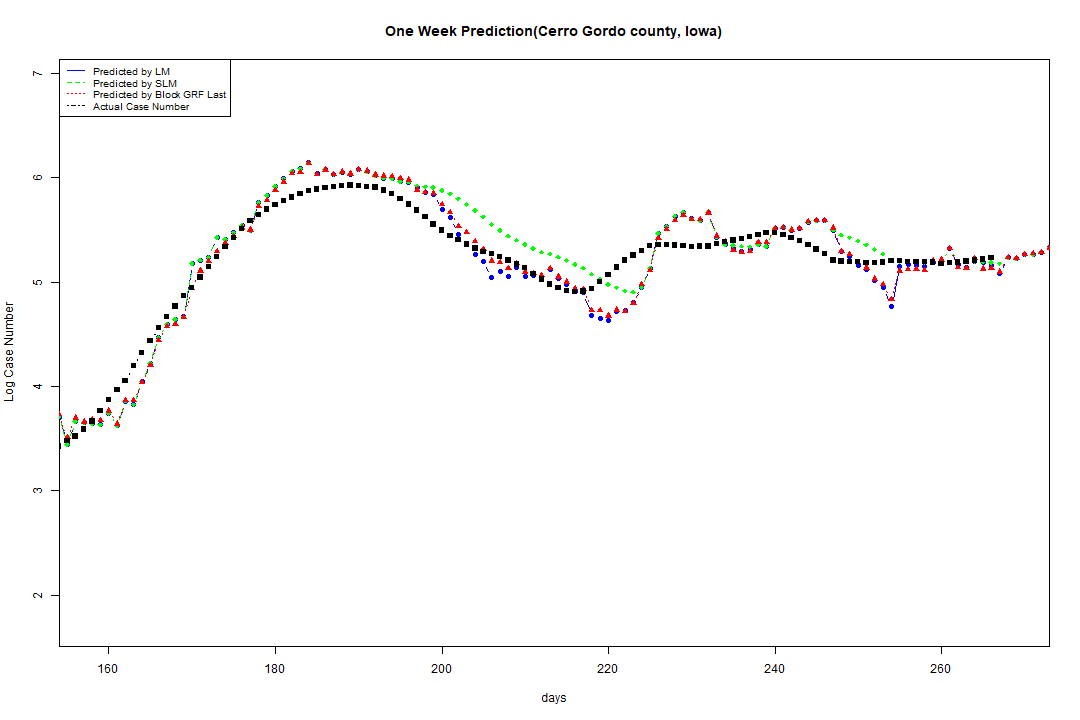 One Week Prediction(Cerro Gordo county, Iowa)
Predicted by LM
Predicted by SLM
Predicted by Block GRF Last
Actual Case Number
7
6
5
4
3
2
Log Case Number
160 180 200 220 240 260
days